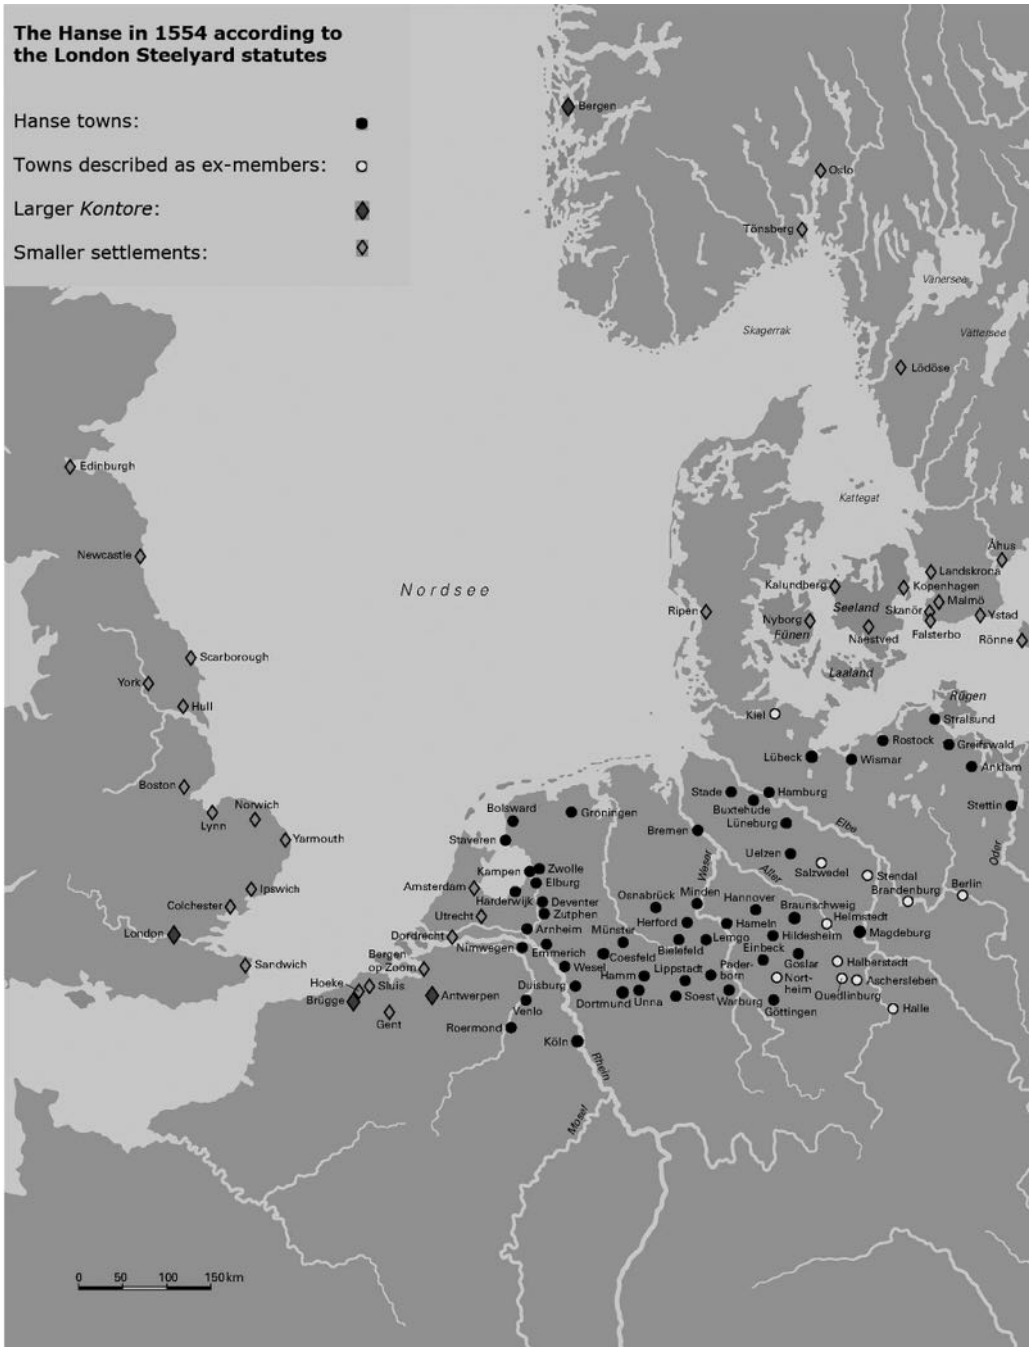 The Hanse in 1554 according to
the London Steelyard statutes
Hanse towns:
Towns described as ex-members:
Larger Kontore:
Smaller settlements:
Bergen
Oslo
Tönsberg
Vänersea
Skagerrak
Vättersee
Lödöse
Edinburgh
Kattegat
Newcastle
Åhus
Landskrona
Nordsee
Kalundberg
Kopenhagen
Ripen
Seeland
Malmö
Skanör
Nyborg
Ystad
Fünen
Naestved
Falsterbo
Rönne
Scarborough
Laaland
York
Rügen
Hull
Kiel
Stralsund
Rostock
Greifswald
Lübeck
Wismar
Anklam
Boston
Stade
Hamburg
Norwich
Bolsward
Groningen
Buxtehude
Stettin
Lynn
Lüneburg
Elbe
Bremen
Yarmouth
Staveren
Oder
Uelzen
Weser
Aller
Salzwedel
Kampen
Zwolle
Stendal
Elburg
Berlin
Amsterdam
Ipswich
Brandenburg
Minden
Harderwijk
Deventer
Osnabrück
Hannover
Braunschweig
Colchester
Zutphen
Utrecht
Helmstedt
Herford
Hameln
London
Dordrecht
Arnheim
Münster
Magdeburg
Hildesheim
Nimwegen
Bielefeld
Lemgo
Emmerich
Einbeck
Bergen
op Zoom
Coesfeld
Goslar
Halberstadt
Sandwich
Wesel
Lippstadt
Pader-
born
Hamm
Hoeke
Sluis
Duisburg
Nort-
heim
Aschersleben
Brügge
Antwerpen
Quedlinburg
Dortmund
Unna
Soest
Warburg
Venlo
Göttingen
Halle
Gent
Roermond
Köln
Rhein
Mosel
0 50 100 150 km